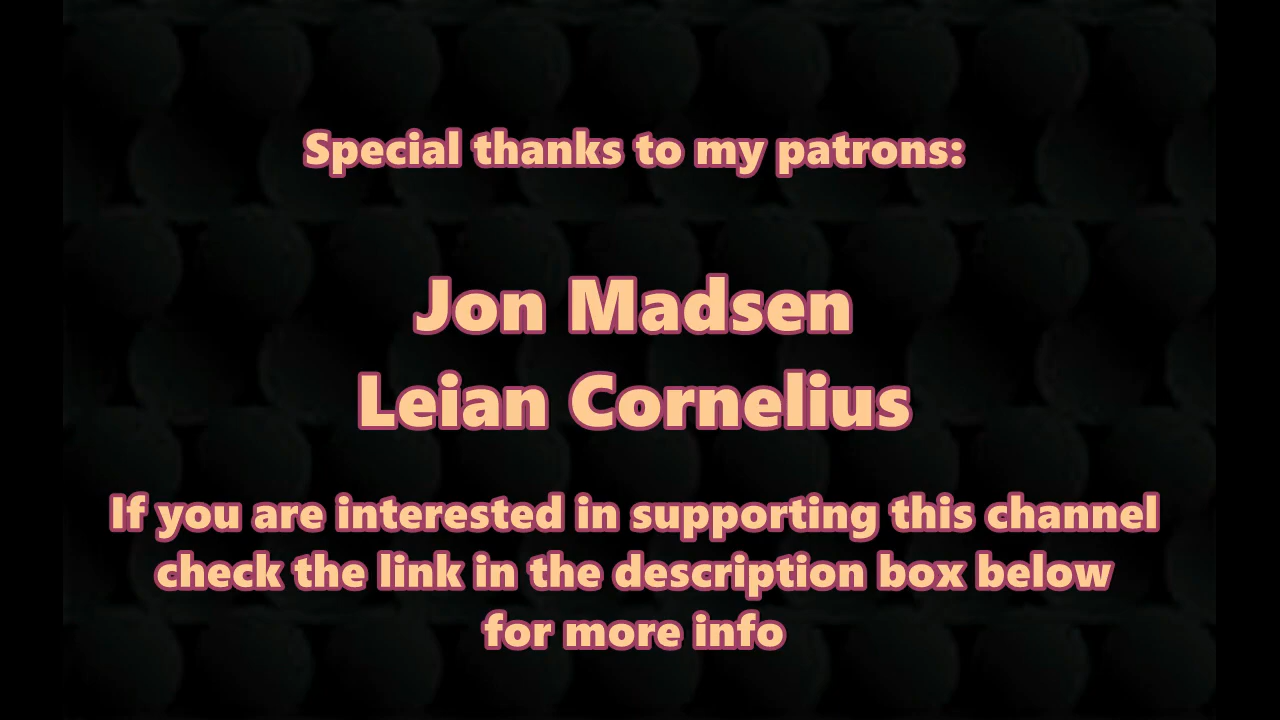 Special thanks to my patrons:
Jon Madsen
Leian Cornelius
If you are interested in supporting this channel
check the link in the description box below
for more info